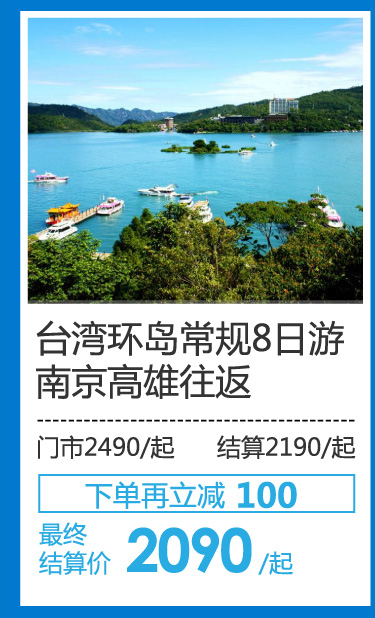 台湾环岛常规8日游
南京高雄往返
门市2490/起 结算2190/起
下单再立减 100
最终
结算价 2090 /起